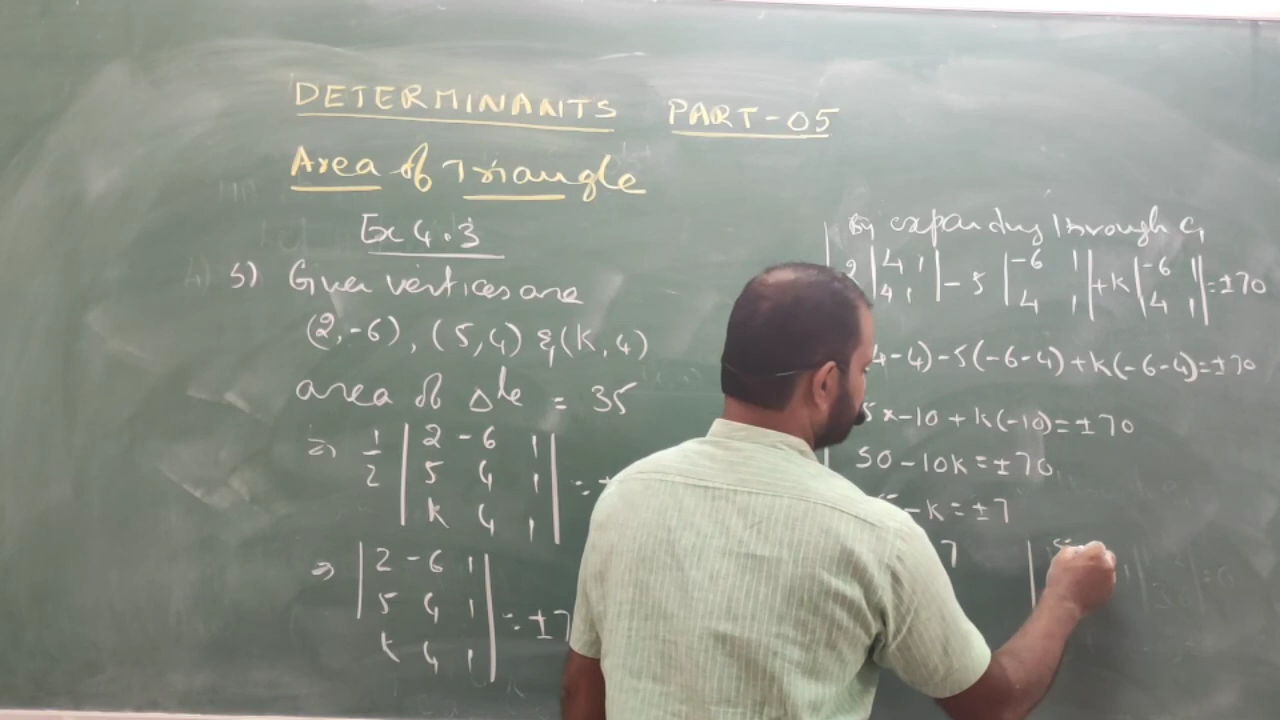 DETERMINANTS PART-05
Area of Triangle
Ex 4.3
3) Given vertices are
(2,-6), (5,4) & (K,4)
area of Δle = 35
⇒ 1/2 | 2 -6 1
5 4 1
K 4 1 | = ±
⇒ | 2 -6 1
5 4 1
k 4 1 | = ±7
By expanding through C1
2 | 4 1 | - 5 | -6 1 | + K | -6 1 | = ±70
4 1 4 1 4 1
4-4) - 5(-6-4) + k(-6-4) = ±70
5x-10 + k(-10) = ±70
50 - 10k = ±70
- K = ±7
7